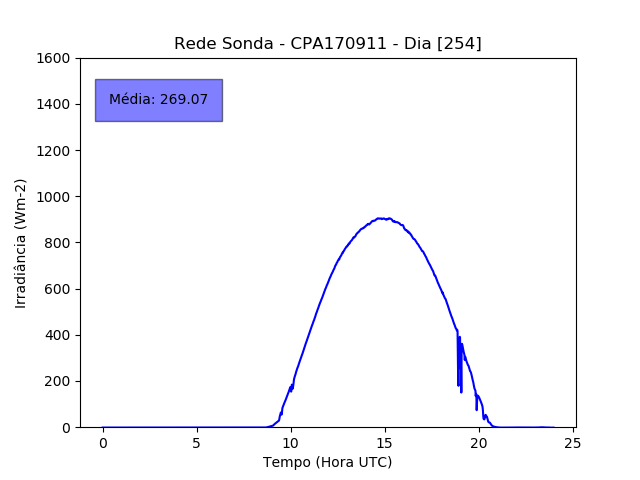 Rede Sonda - CPA170911 - Dia [254]
1600
1400
1200
1000
800
600
400
200
0
Média: 269.07
Irradiância (Wm-2)
0 5 10 15 20 25
Tempo (Hora UTC)